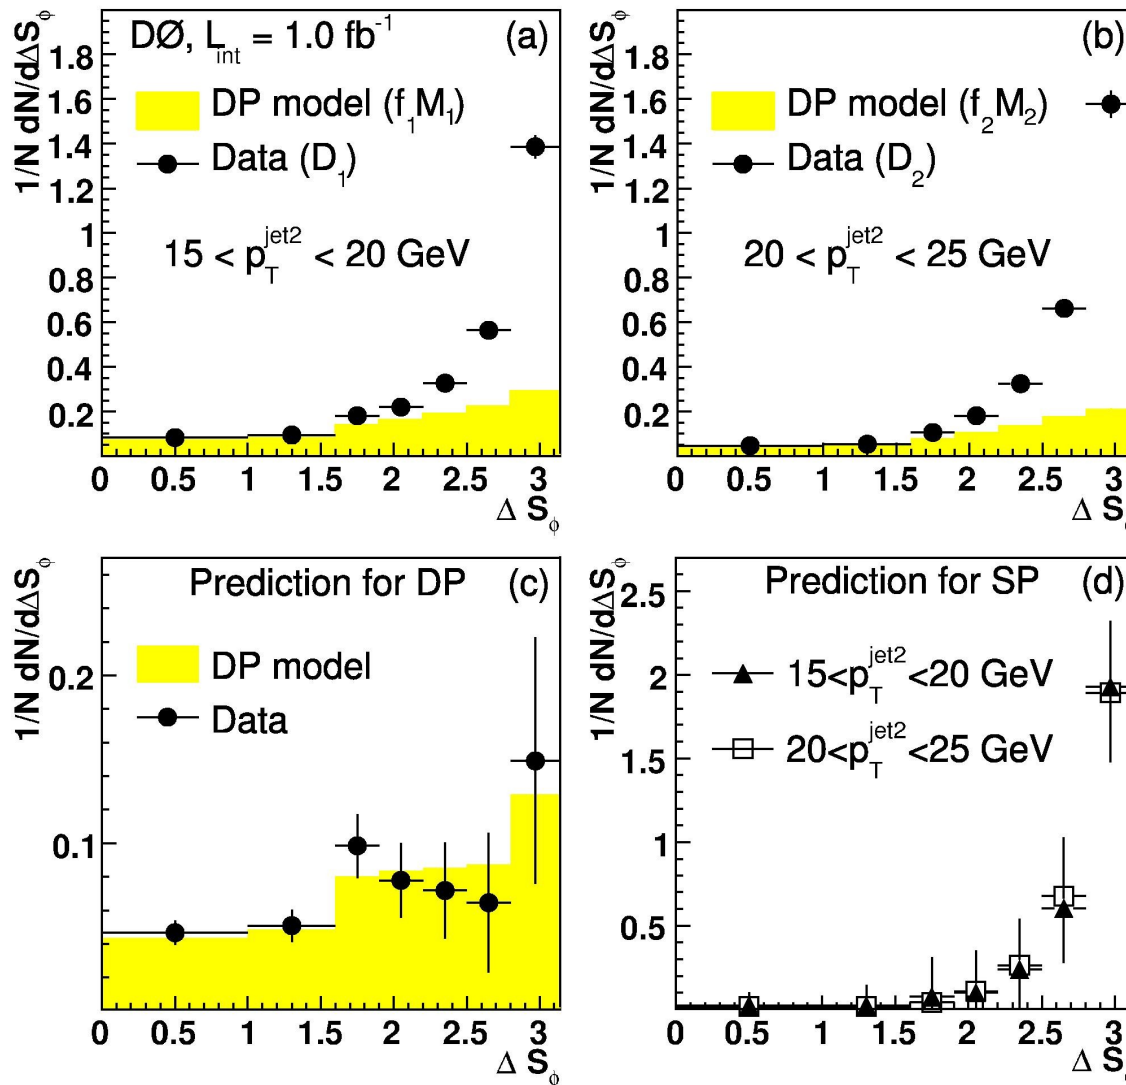 DØ, L_int = 1.0 fb⁻¹
(a)
1/N dN/dΔS_ϕ
DP model (f_1M_1)
Data (D_1)
15 < p_T^jet2 < 20 GeV
1.8
1.6
1.4
1.2
1
0.8
0.6
0.4
0.2
0 0.5 1 1.5 2 2.5 3
Δ S_ϕ
(b)
1/N dN/dΔS_ϕ
DP model (f_2M_2)
Data (D_2)
20 < p_T^jet2 < 25 GeV
1.8
1.6
1.4
1.2
1
0.8
0.6
0.4
0.2
0 0.5 1 1.5 2 2.5 3
Δ S_ϕ
Prediction for DP (c)
1/N dN/dΔS_ϕ
DP model
Data
0.2
0.1
0 0.5 1 1.5 2 2.5 3
Δ S_ϕ
Prediction for SP (d)
1/N dN/dΔS_ϕ
15<p_T^jet2<20 GeV
20<p_T^jet2<25 GeV
2.5
2
1.5
1
0.5
0 0.5 1 1.5 2 2.5 3
Δ S_ϕ